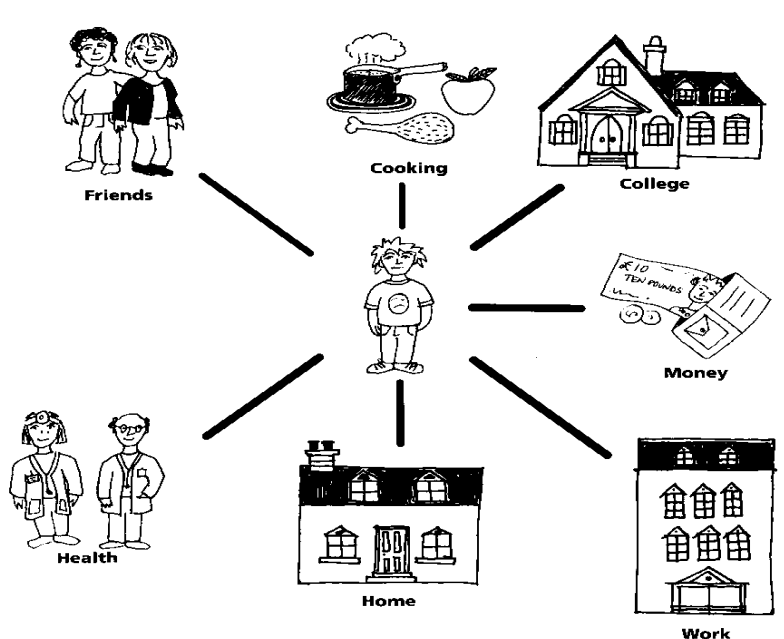 Friends
Cooking
College
£10
TEN POUNDS
Money
Health
Home
Work